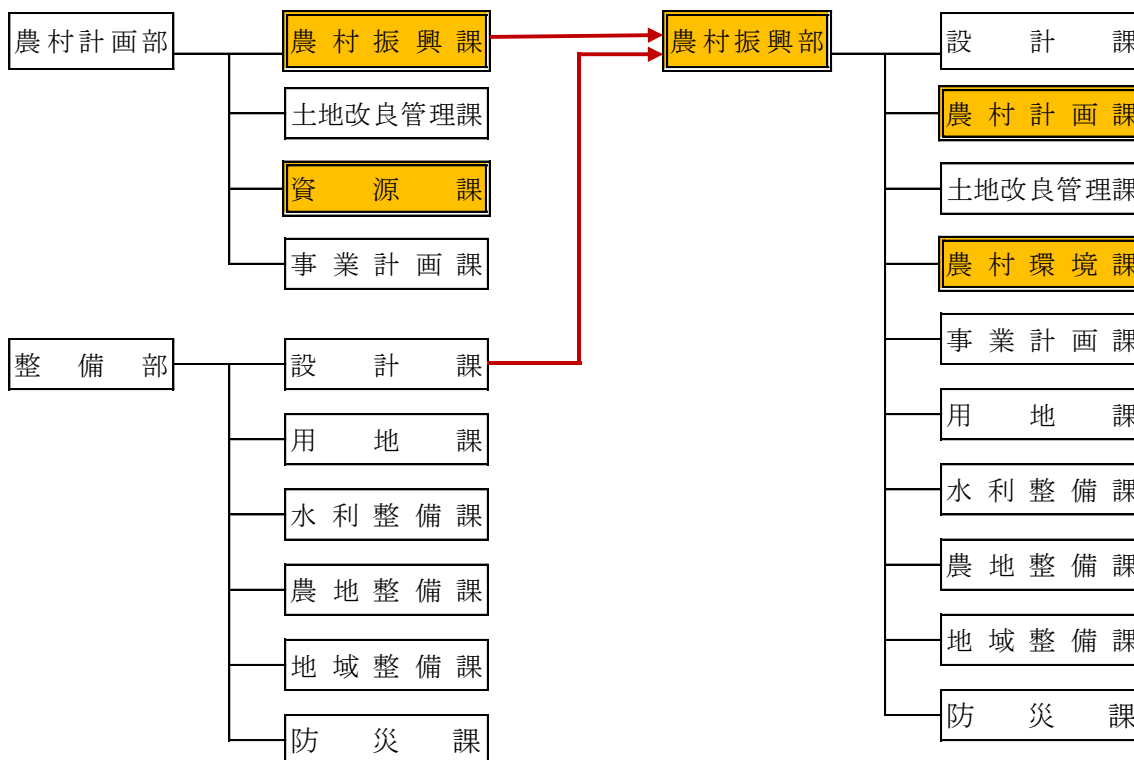 農村計画部
農村振興課
土地改良管理課
資源課
事業計画課
整備部
設計課
用地課
水利整備課
農地整備課
地域整備課
防災課
農村振興部
設計課
農村計画課
土地改良管理課
農村環境課
事業計画課
用地課
水利整備課
農地整備課
地域整備課
防災課